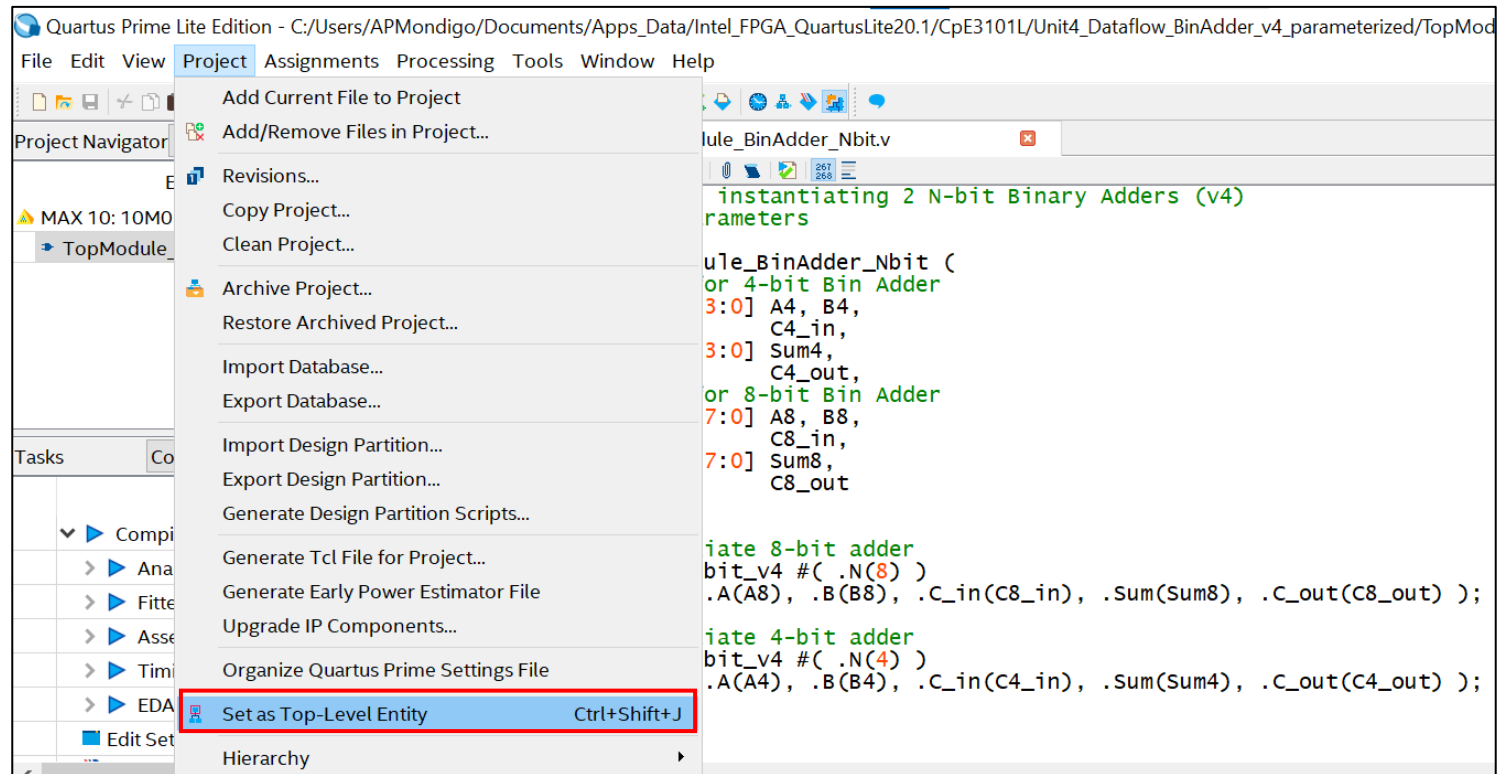 Quartus Prime Lite Edition - C:/Users/APMondigo/Documents/Apps_Data/Intel_FPGA_QuartusLite20.1/CpE3101L/Unit4_Dataflow_BinAdder_v4_parameterized/TopMod
File Edit View Project Assignments Processing Tools Window Help
Add Current File to Project
Add/Remove Files in Project...
Revisions...
Copy Project...
Clean Project...
Archive Project...
Restore Archived Project...
Import Database...
Export Database...
Import Design Partition...
Export Design Partition...
Generate Design Partition Scripts...
Generate Tcl File for Project...
Generate Early Power Estimator File
Upgrade IP Components...
Organize Quartus Prime Settings File
Set as Top-Level Entity Ctrl+Shift+J
Hierarchy
Project Navigator
E
MAX 10: 10M0
TopModule_
Tasks Co
Compi
Ana
Fitte
Asse
Timi
EDA
Edit Set
lule_BinAdder_Nbit.v
267
268
instantiating 2 N-bit Binary Adders (v4)
rameters
ule_BinAdder_Nbit (
or 4-bit Bin Adder
3:0] A4, B4,
C4_in,
3:0] Sum4,
C4_out,
or 8-bit Bin Adder
7:0] A8, B8,
C8_in,
7:0] Sum8,
C8_out
iate 8-bit adder
bit_v4 #( .N(8) )
.A(A8), .B(B8), .C_in(C8_in), .Sum(Sum8), .C_out(C8_out) );
iate 4-bit adder
bit_v4 #( .N(4) )
.A(A4), .B(B4), .C_in(C4_in), .Sum(Sum4), .C_out(C4_out) );